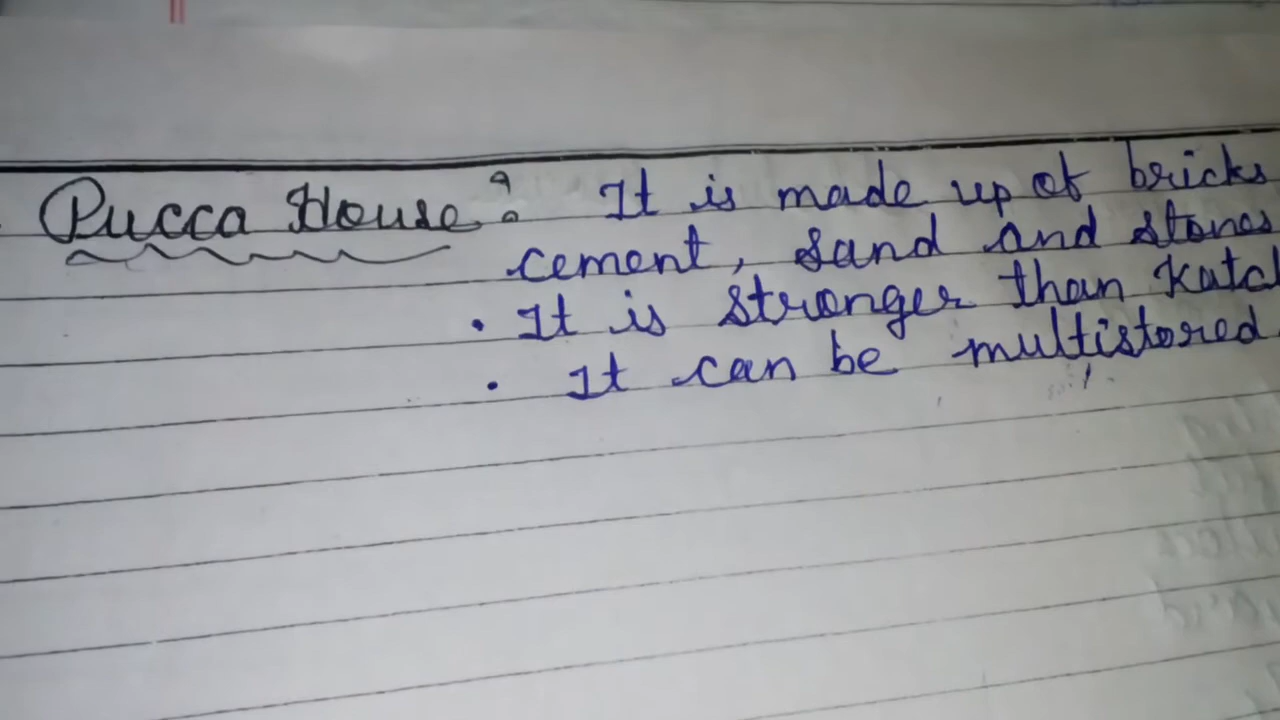 Pucca House: It is made up of bricks
cement, sand and stones
• It is stronger than
• It can be multistored